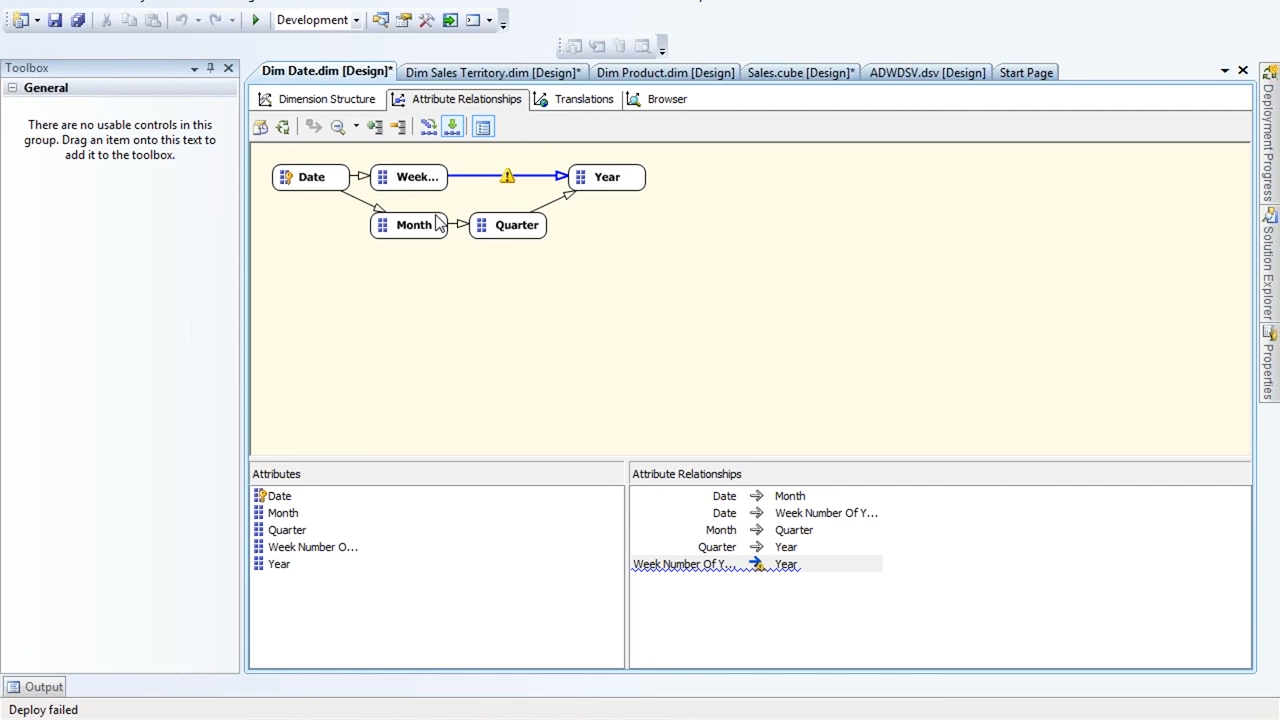 Development
Toolbox
General
There are no usable controls in this
group. Drag an item onto this text to
add it to the toolbox.
Dim Date.dim [Design]*
Dim Sales Territory.dim [Design]*
Dim Product.dim [Design]
Sales.cube [Design]*
ADWDSV.dsv [Design]
Start Page
Dimension Structure
Attribute Relationships
Translations
Browser
Date
Week...
Year
Month
Quarter
Attributes
Date
Month
Quarter
Week Number O...
Year
Attribute Relationships
Date Month
Date Week Number Of Y...
Month Quarter
Quarter Year
Week Number Of Y... Year
Deployment Progress
Solution Explorer
Properties
Output
Deploy failed